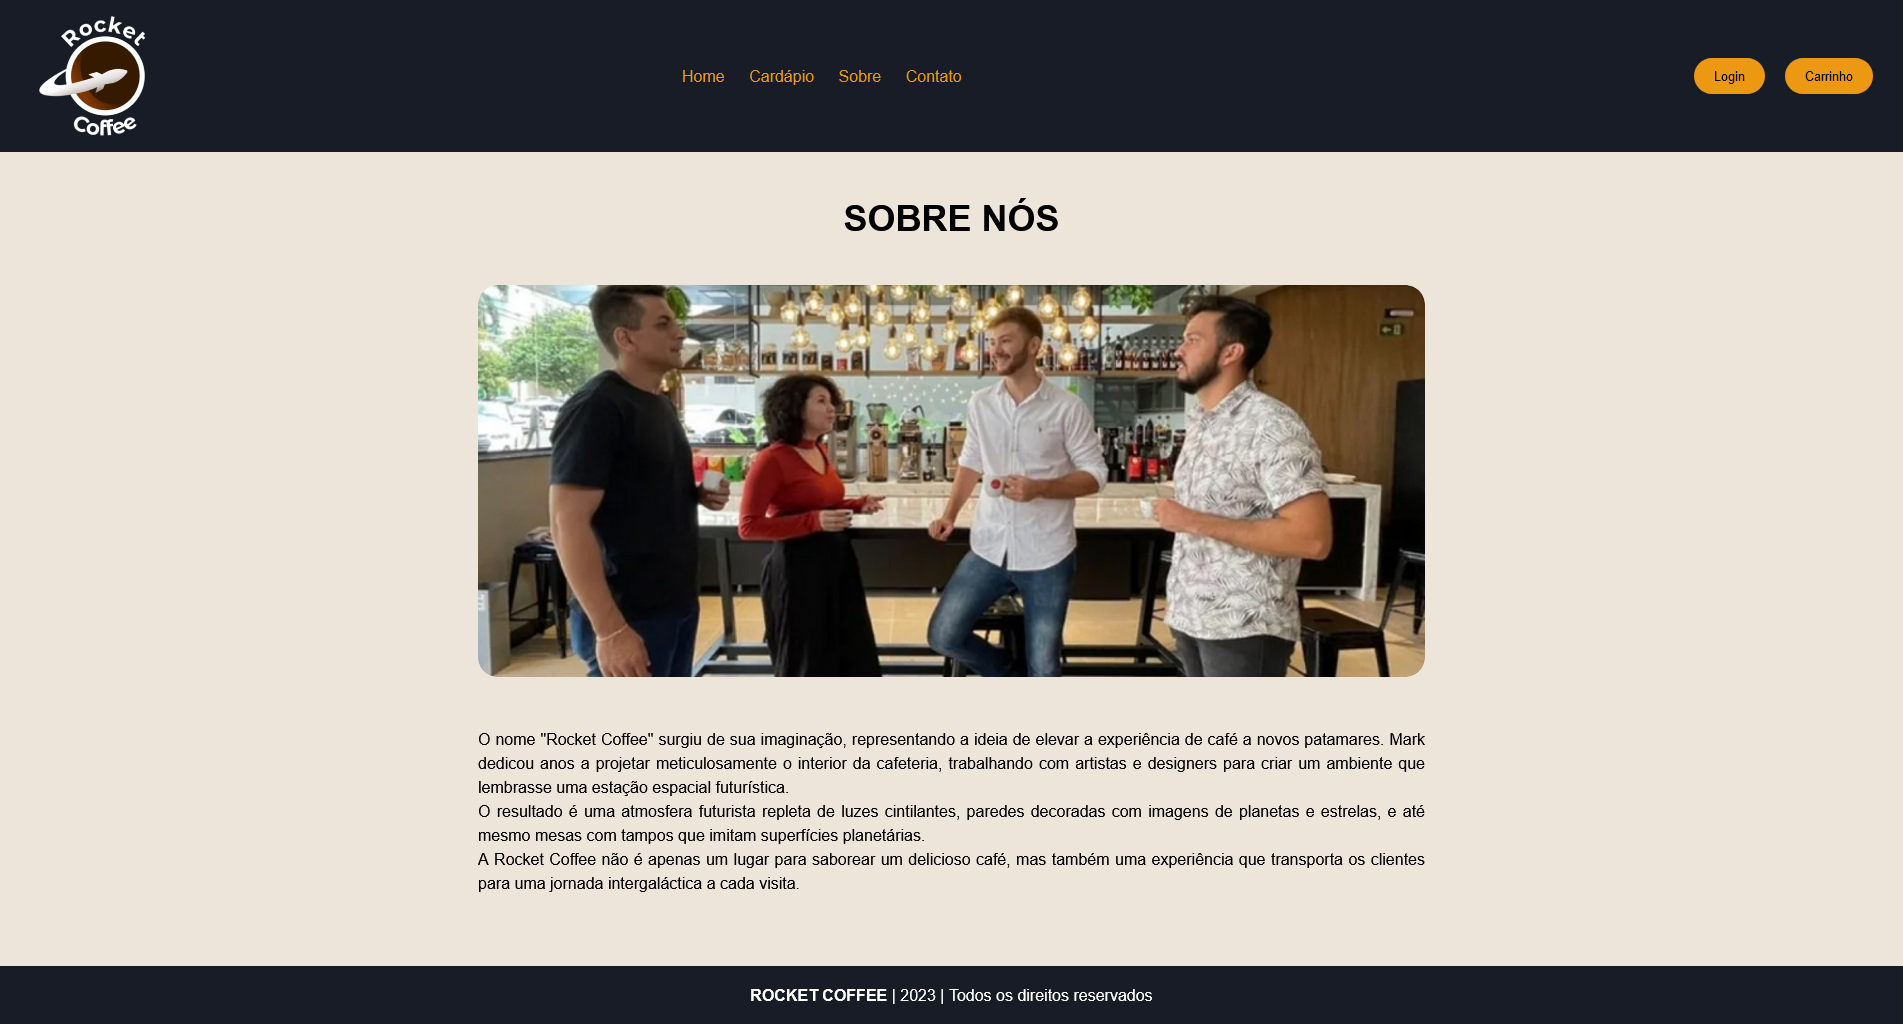 Rocket
Coffee
Home Cardápio Sobre Contato
Login Carrinho
SOBRE NÓS
O nome "Rocket Coffee" surgiu de sua imaginação, representando a ideia de elevar a experiência de café a novos patamares. Mark
dedicou anos a projetar meticulosamente o interior da cafeteria, trabalhando com artistas e designers para criar um ambiente que
lembrasse uma estação espacial futurística.
O resultado é uma atmosfera futurista repleta de luzes cintilantes, paredes decoradas com imagens de planetas e estrelas, e até
mesmo mesas com tampos que imitam superfícies planetárias.
A Rocket Coffee não é apenas um lugar para saborear um delicioso café, mas também uma experiência que transporta os clientes
para uma jornada intergaláctica a cada visita.
ROCKET COFFEE | 2023 | Todos os direitos reservados